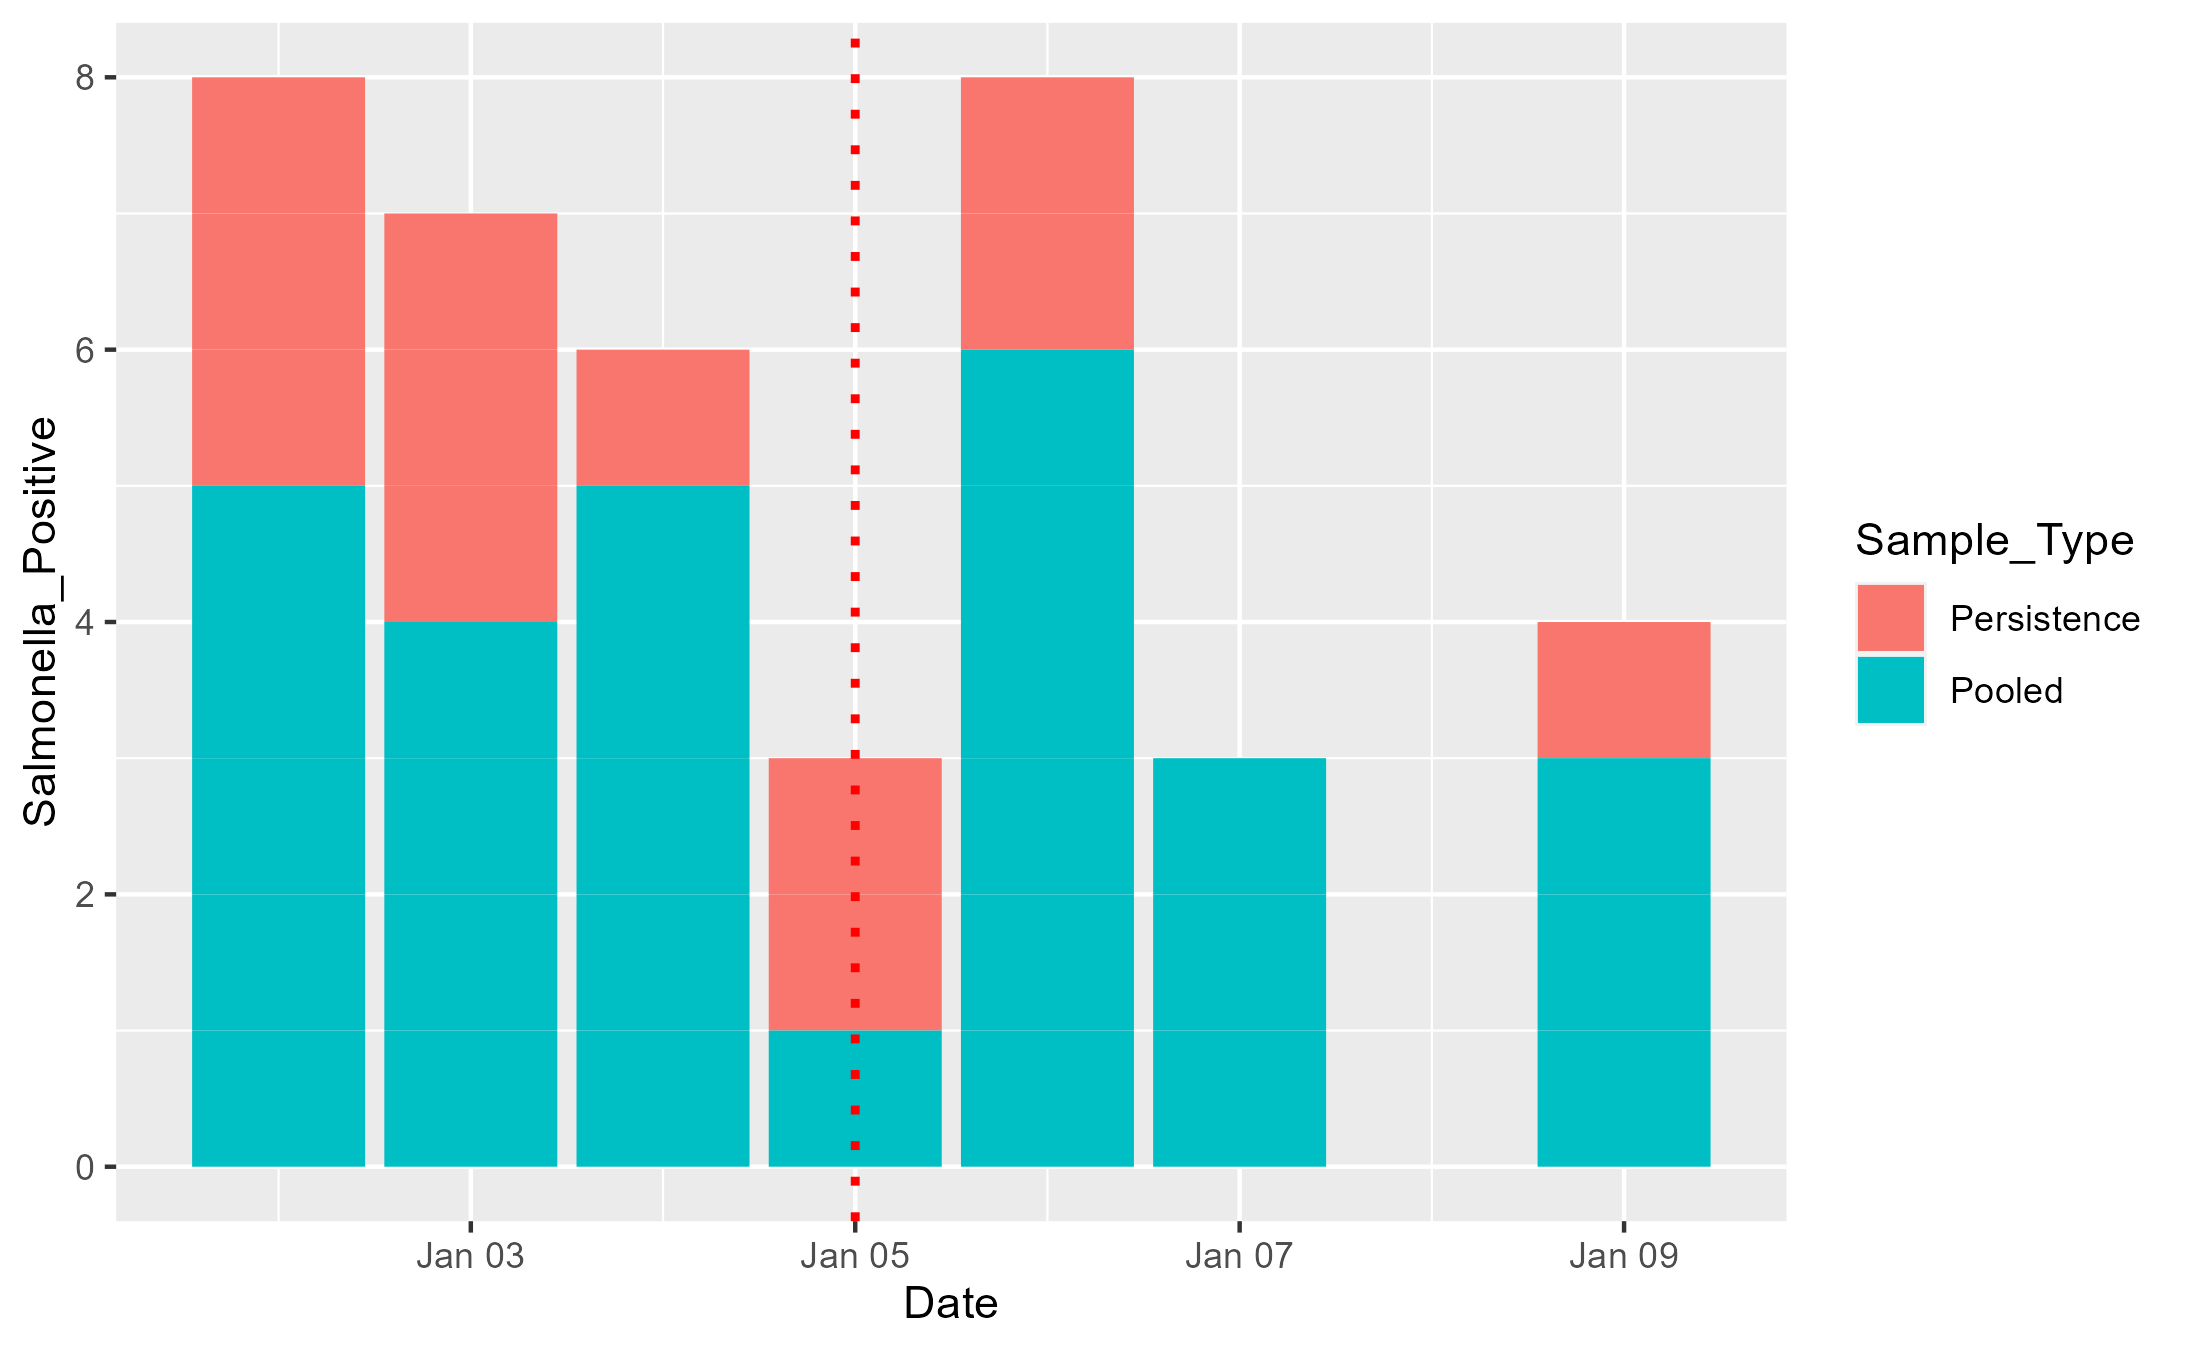 Salmonella_Positive
8
6
4
2
0
Jan 03
Jan 05
Jan 07
Jan 09
Date
Sample_Type
Persistence
Pooled